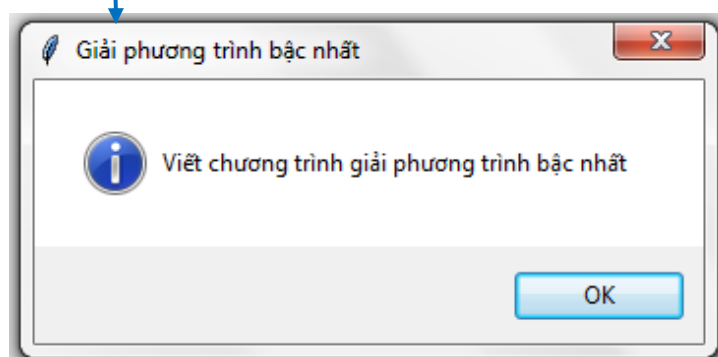 Giải phương trình bậc nhất
Viết chương trình giải phương trình bậc nhất
OK